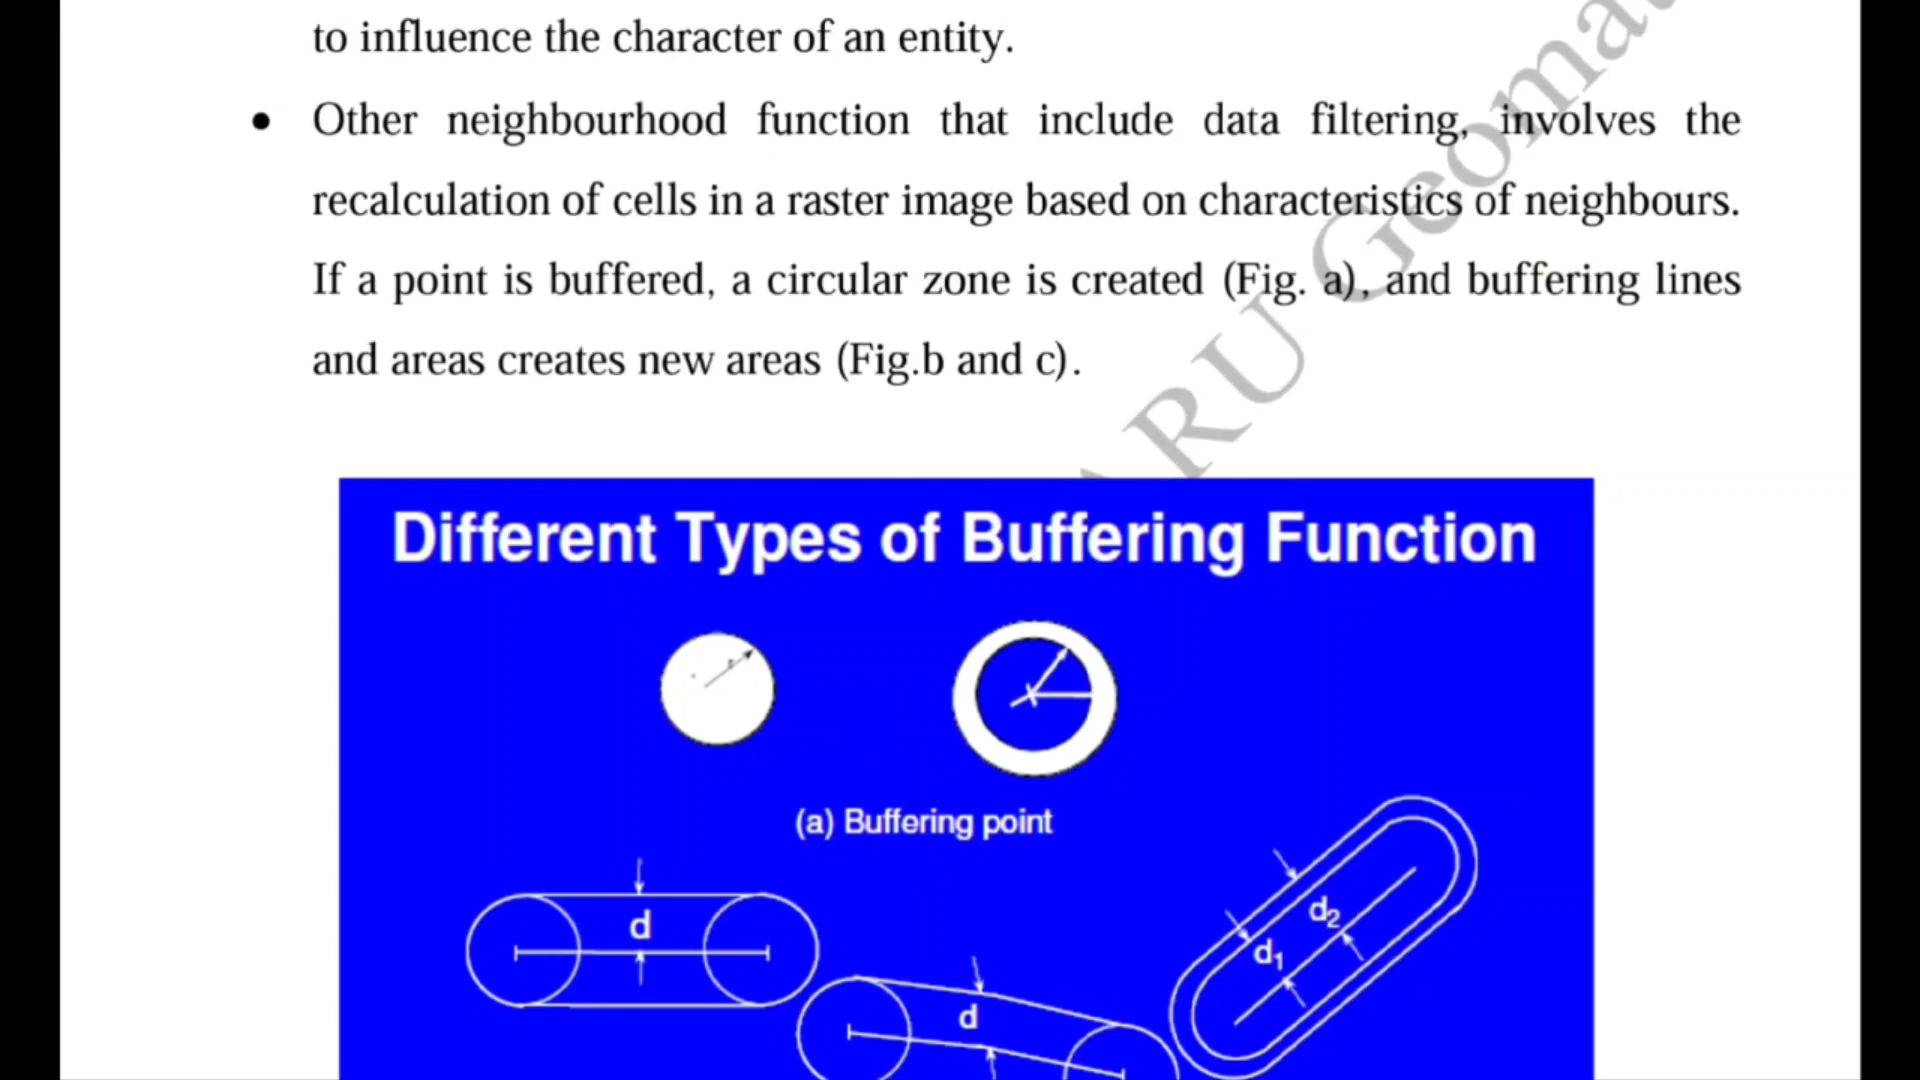 to influence the character of an entity.
• Other neighbourhood function that include data filtering, involves the
recalculation of cells in a raster image based on characteristics of neighbours.
If a point is buffered, a circular zone is created (Fig. a), and buffering lines
and areas creates new areas (Fig.b and c).
ARU Geoma
Different Types of Buffering Function
(a) Buffering point
d
d
d1
d2